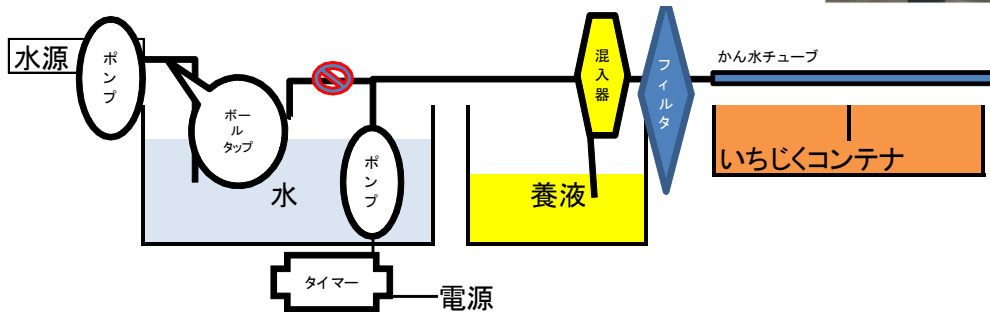 水源
ポンプ
ボールタップ
水
ポンプ
タイマー
電源
混入器
養液
フィルタ
かん水チューブ
いちじくコンテナ